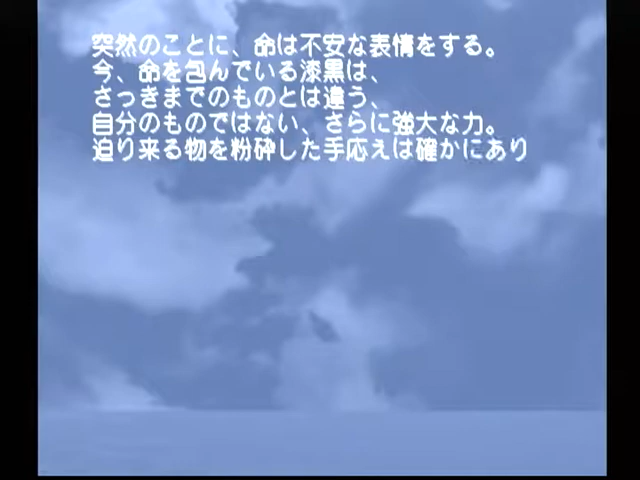 突然のことに、命は不安な表情をする。
今、命を包んでいる漆黒は、
さっきまでのものとは違う、
自分のものではない、さらに強大な力。
迫り来る物を粉砕した手応えは確かにあり